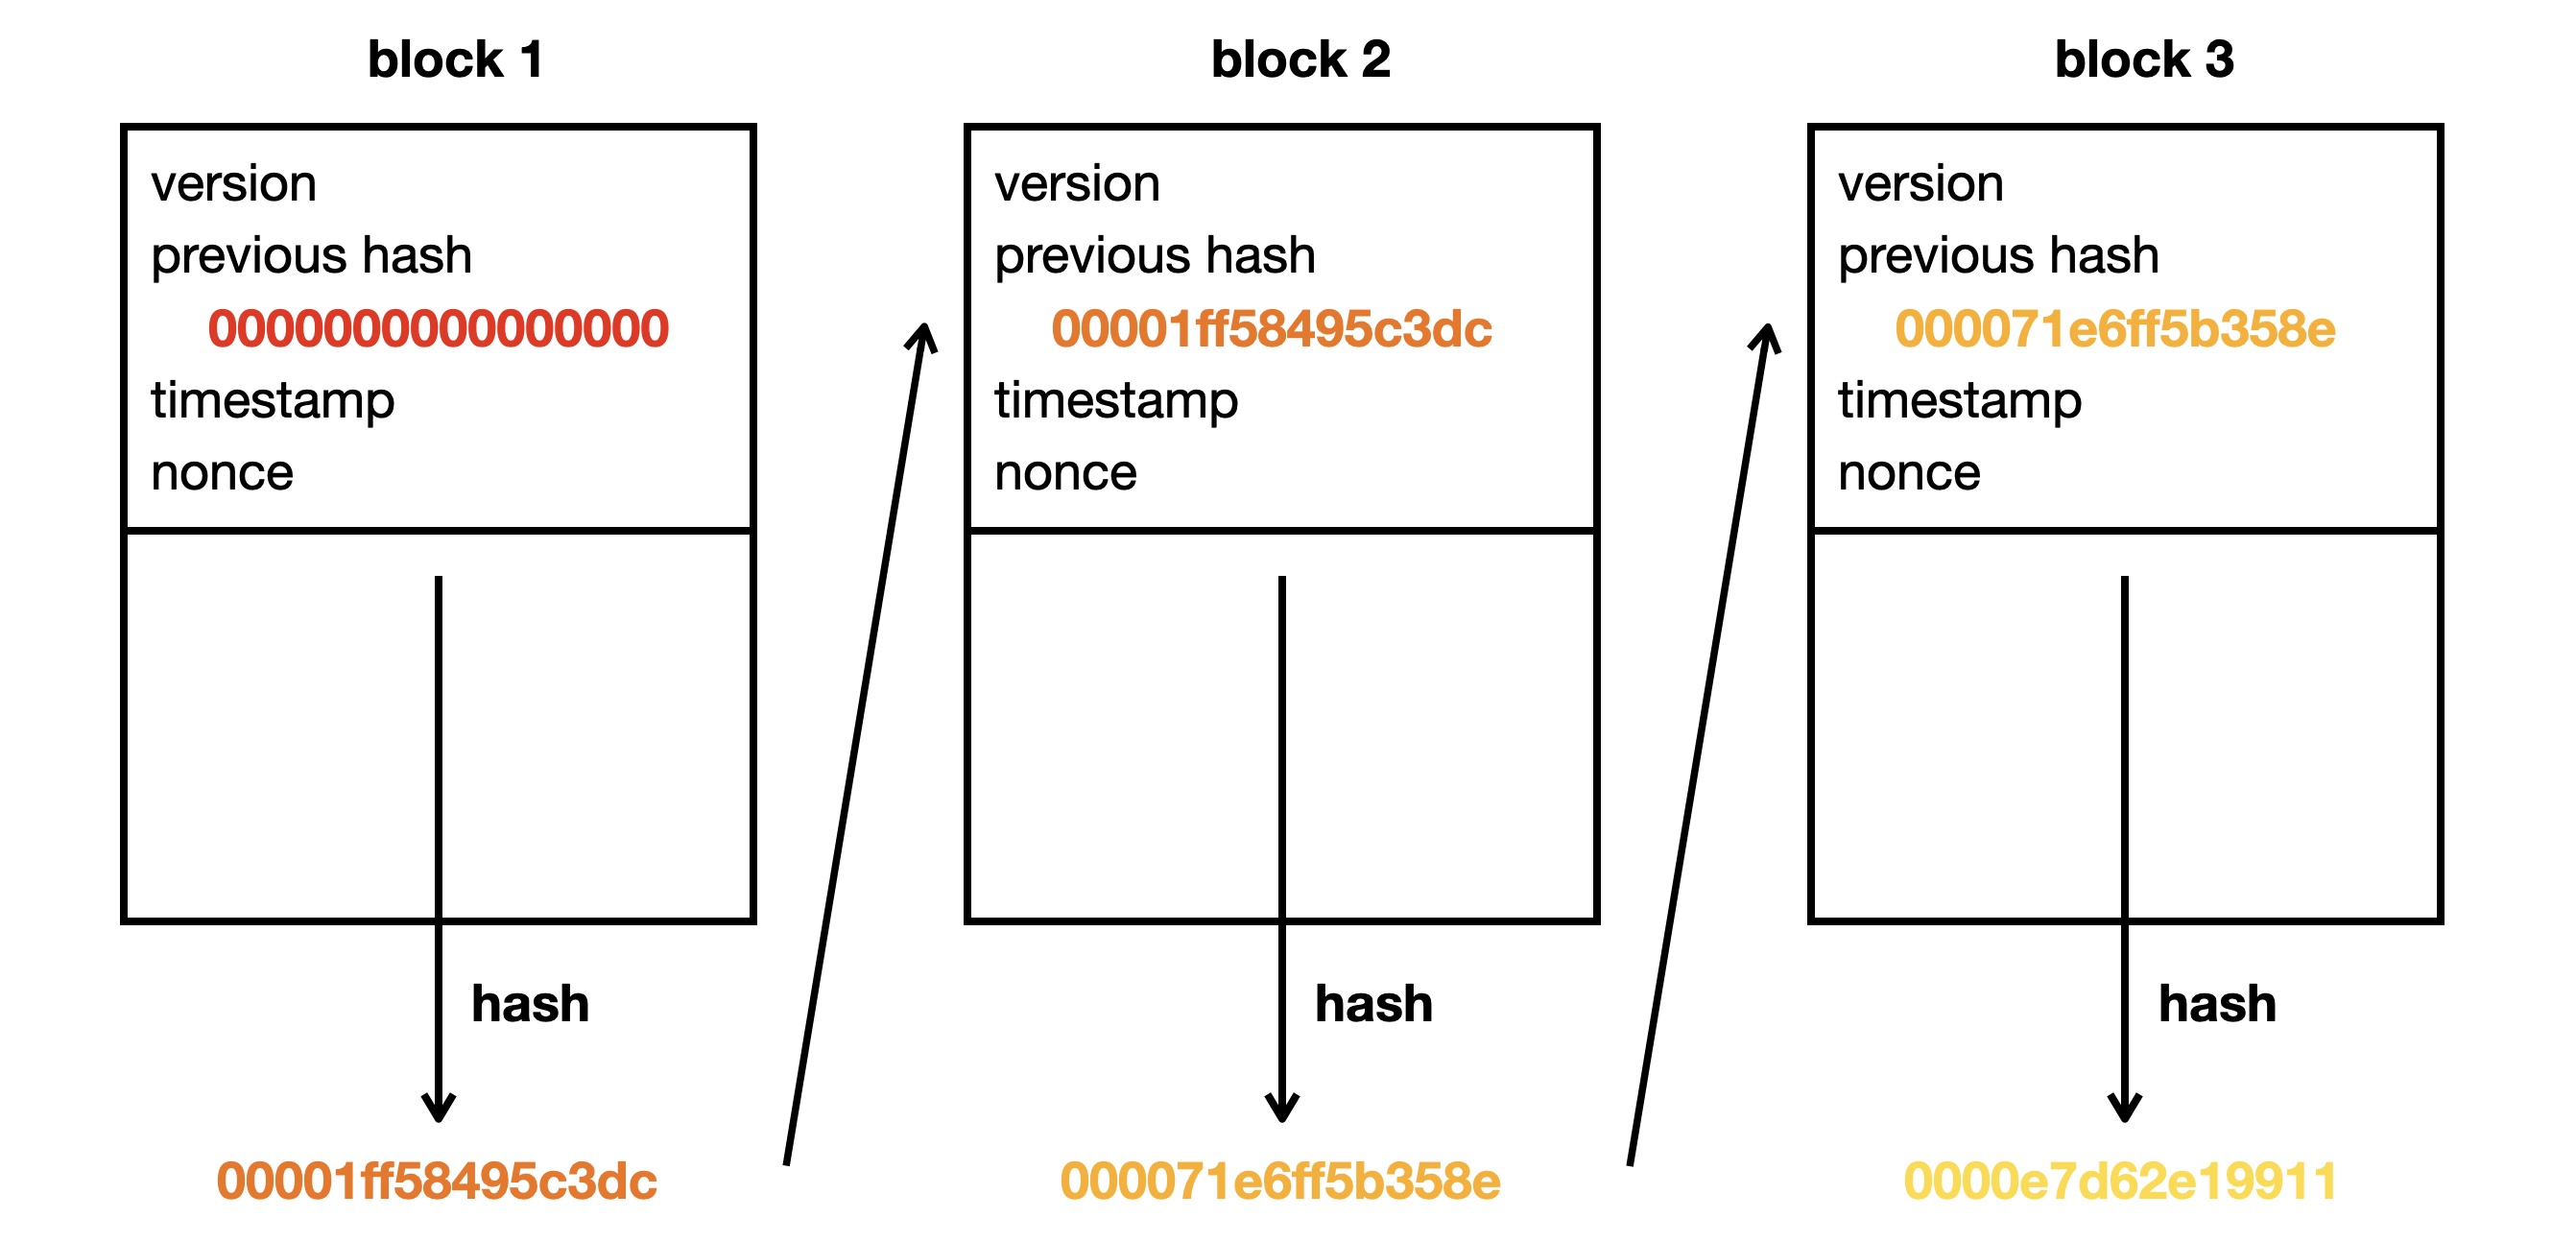 block 1
version
previous hash
0000000000000000
timestamp
nonce
hash
00001ff58495c3dc
block 2
version
previous hash
00001ff58495c3dc
timestamp
nonce
hash
000071e6ff5b358e
block 3
version
previous hash
000071e6ff5b358e
timestamp
nonce
hash
0000e7d62e19911